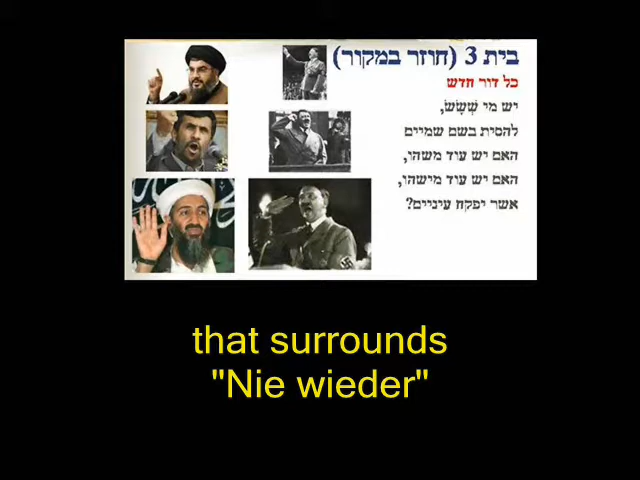 בית 3 (חוזר במקור)
כל דור חדש
יש מי שֶׁשָׂשׂ,
להסית בשם שמיים
האם יש עוד משהו,
האם יש עוד מישהו,
אשר יפקח עיניים?
that surrounds
"Nie wieder"